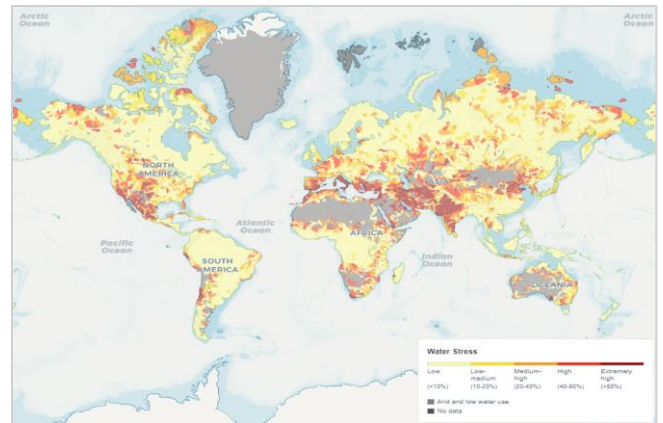 Arctic
Ocean
Arctic
Ocean
NORTH
AMERICA
ASIA
Atlantic
Ocean
Pacific
Ocean
AFRICA
Indian
Ocean
SOUTH
AMERICA
OCEANIA
Water Stress
Low Low-medium Medium-high High Extremely high
(<10%) (10-20%) (20-40%) (40-80%) (>80%)
Arid and low water use
No data